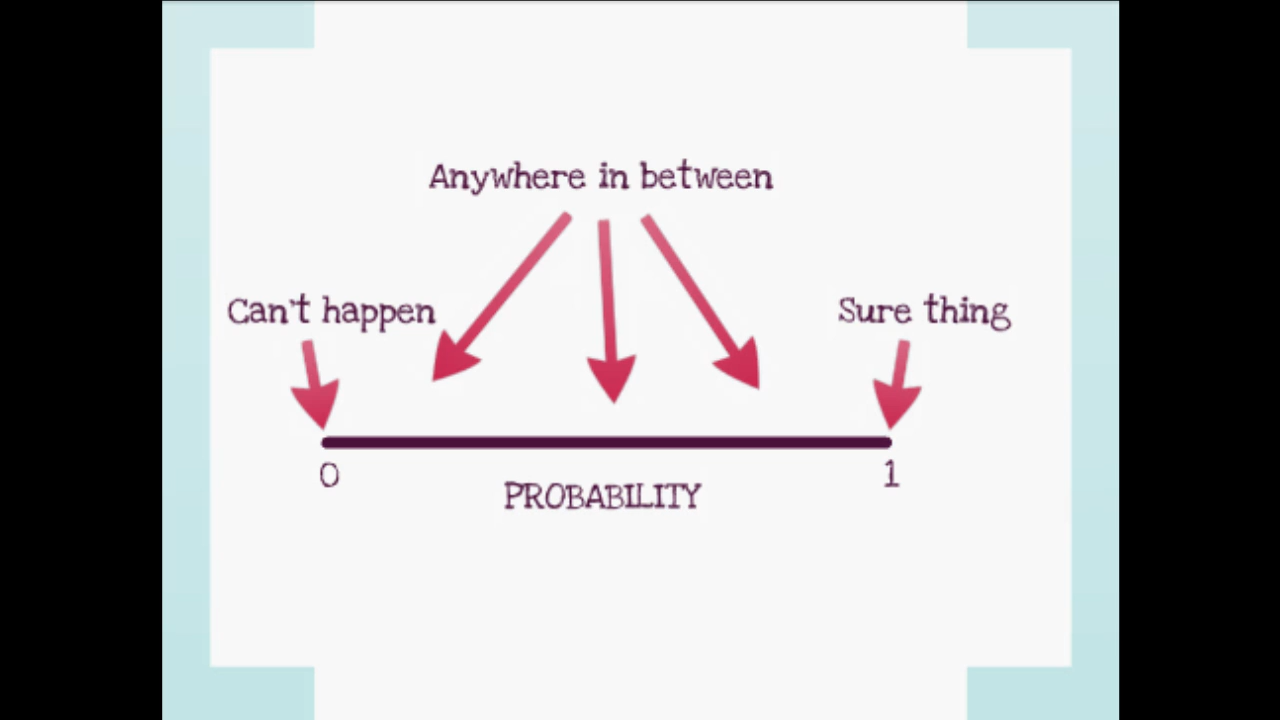 Anywhere in between
Can't happen
Sure thing
0
1
PROBABILITY